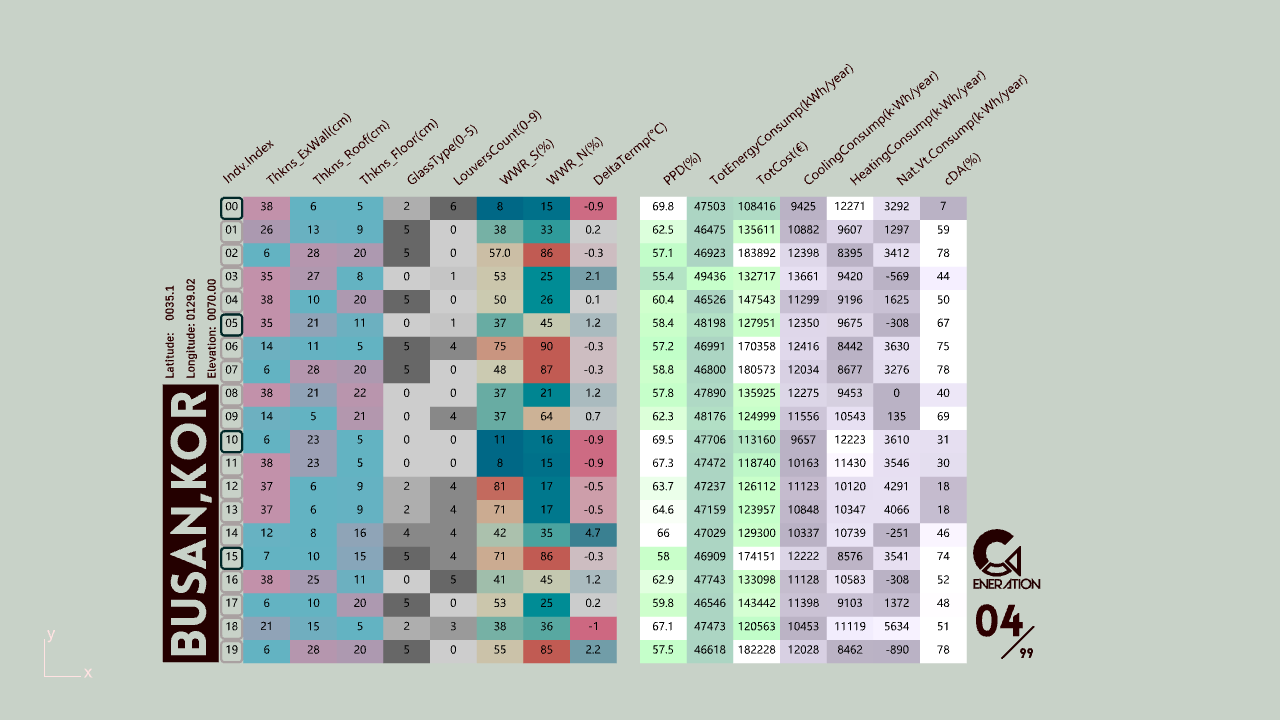 Indv.Index Thkns_ExWall(cm) Thkns_Roof(cm) Thkns_Floor(cm) GlassType(0-5) LouversCount(0-9) WWR_S(%) WWR_N(%) DeltaTermp(°C) PPD(%) TotEnergyConsump(kWh/year) TotCost(€) CoolingConsump(k·Wh/year) HeatingConsump(k·Wh/year) Nat.Vt.Consump(k·Wh/year) cDA(%)
00 38 6 5 2 6 8 15 -0.9 69.8 47503 108416 9425 12271 3292 7
01 26 13 9 5 0 38 33 0.2 62.5 46475 135611 10882 9607 1297 59
02 6 28 20 5 0 57.0 86 -0.3 57.1 46923 183892 12398 8395 3412 78
03 35 27 8 0 1 53 25 2.1 55.4 49436 132717 13661 9420 -569 44
04 38 10 20 5 0 50 26 0.1 60.4 46526 147543 11299 9196 1625 50
05 35 21 11 0 1 37 45 1.2 58.4 48198 127951 12350 9675 -308 67
06 14 11 5 5 4 75 90 -0.3 57.2 46991 170358 12416 8442 3630 75
07 6 28 20 5 0 48 87 -0.3 58.8 46800 180573 12034 8677 3276 78
08 38 21 22 0 0 37 21 1.2 57.8 47890 135925 12275 9453 0 40
09 14 5 21 0 4 37 64 0.7 62.3 48176 124999 11556 10543 135 69
10 6 23 5 0 0 11 16 -0.9 69.5 47706 113160 9657 12223 3610 31
11 38 23 5 0 0 8 15 -0.9 67.3 47472 118740 10163 11430 3546 30
12 37 6 9 2 4 81 17 -0.5 63.7 47237 126112 11123 10120 4291 18
13 37 6 9 2 4 71 17 -0.5 64.6 47159 123957 10848 10347 4066 18
14 12 8 16 4 4 42 35 4.7 66 47029 129300 10337 10739 -251 46
15 7 10 15 5 4 71 86 -0.3 58 46909 174151 12222 8576 3541 74
16 38 25 11 0 5 41 45 1.2 62.9 47743 133098 11128 10583 -308 52
17 6 10 20 5 0 53 25 0.2 59.8 46546 143442 11398 9103 1372 48
18 21 15 5 2 3 38 36 -1 67.1 47473 120563 10453 11119 5634 51
19 6 28 20 5 0 55 85 2.2 57.5 46618 182228 12028 8462 -890 78
Latitude: 0035.1
Longitude: 0129.02
Elevation: 0070.00
BUSAN,KOR
ENERATION
04/99
y
x